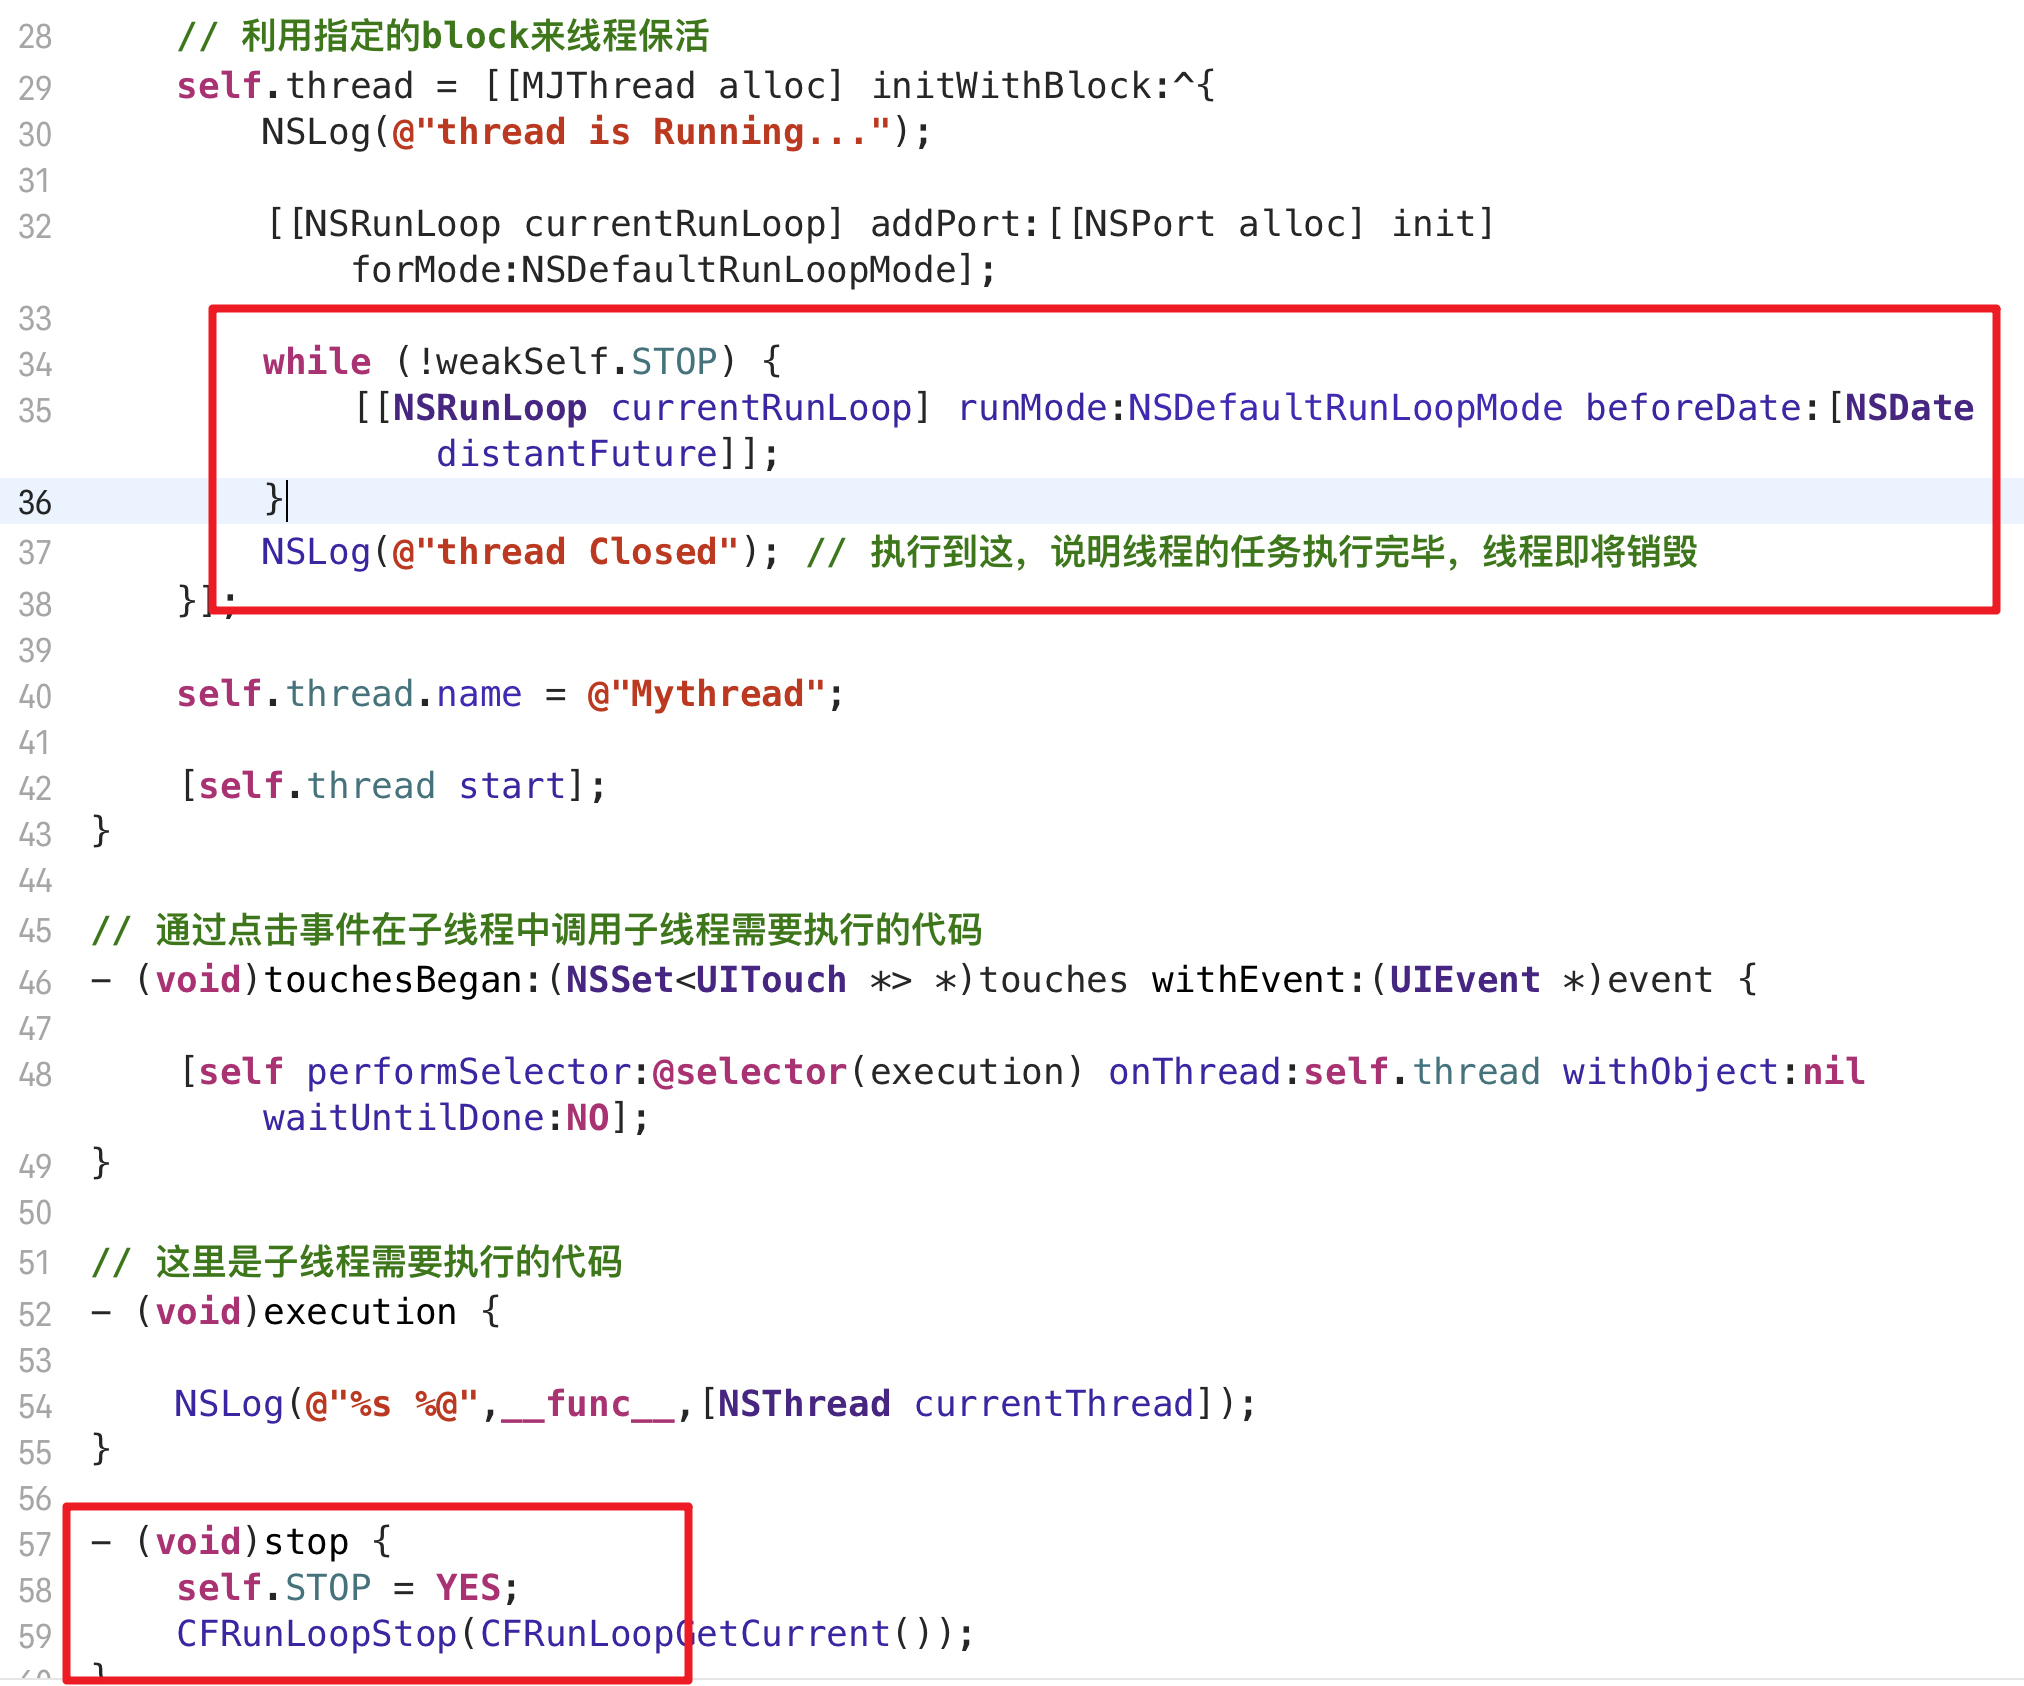 28 // 利用指定的block来线程保活
29 self.thread = [[MJThread alloc] initWithBlock:^{
30 NSLog(@"thread is Running...");
31
32 [[NSRunLoop currentRunLoop] addPort:[[NSPort alloc] init]
forMode:NSDefaultRunLoopMode];
33
34 while (!weakSelf.STOP) {
35 [[NSRunLoop currentRunLoop] runMode:NSDefaultRunLoopMode beforeDate:[NSDate
distantFuture]];
36 }
37 NSLog(@"thread Closed"); // 执行到这，说明线程的任务执行完毕，线程即将销毁
38 }];
39
40 self.thread.name = @"Mythread";
41
42 [self.thread start];
43 }
44
45 // 通过点击事件在子线程中调用子线程需要执行的代码
46 - (void)touchesBegan:(NSSet<UITouch *> *)touches withEvent:(UIEvent *)event {
47
48 [self performSelector:@selector(execution) onThread:self.thread withObject:nil
waitUntilDone:NO];
49 }
50
51 // 这里是子线程需要执行的代码
52 - (void)execution {
53
54 NSLog(@"%s %@",__func__,[NSThread currentThread]);
55 }
56
57 - (void)stop {
58 self.STOP = YES;
59 CFRunLoopStop(CFRunLoopGetCurrent());
60 }